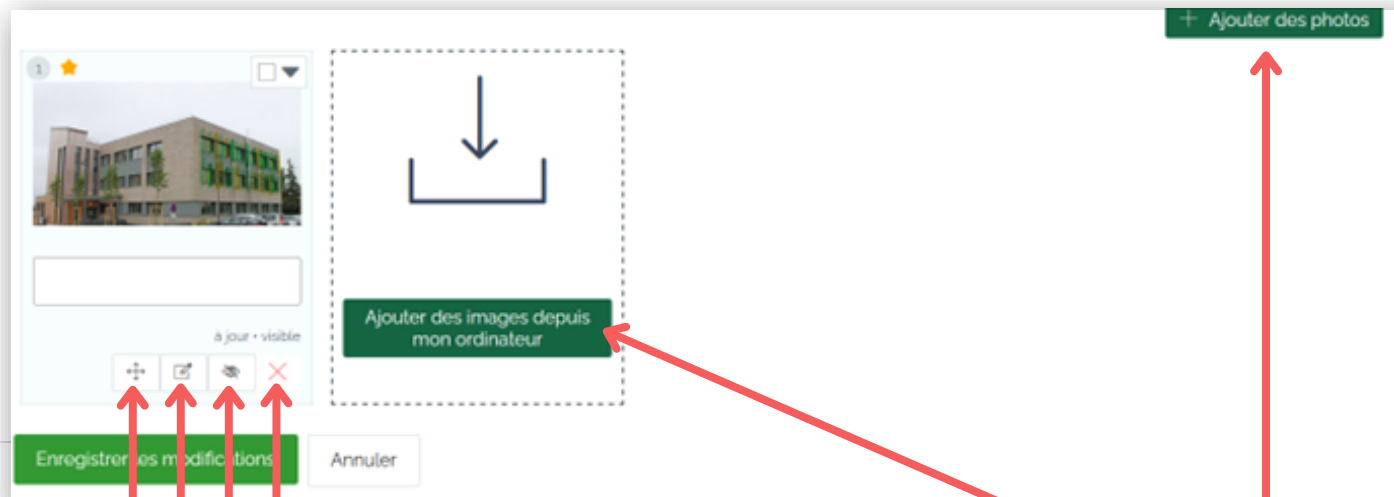 + Ajouter des photos
1
à jour • visible
Ajouter des images depuis
mon ordinateur
Enregistrer les modifications
Annuler